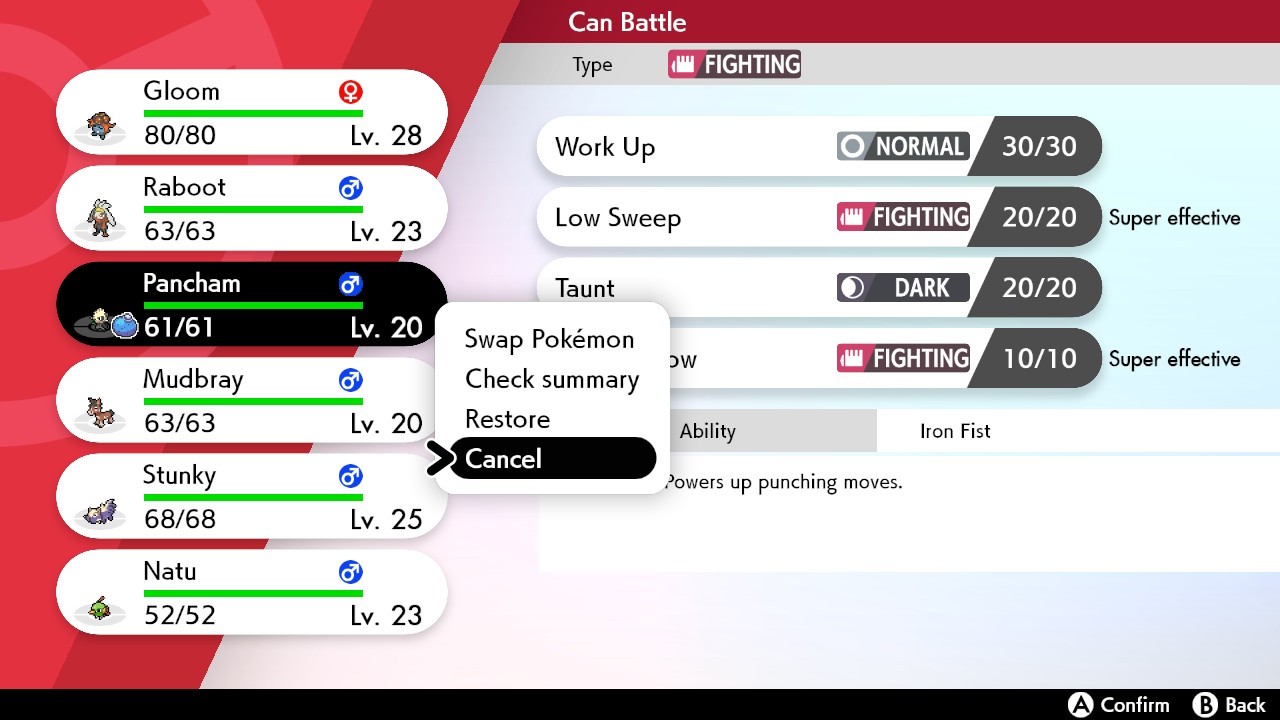 Can Battle
Type FIGHTING
Gloom
80/80 Lv. 28
Raboot
63/63 Lv. 23
Pancham
61/61 Lv. 20
Mudbray
63/63 Lv. 20
Stunky
68/68 Lv. 25
Natu
52/52 Lv. 23
Work Up NORMAL 30/30
Low Sweep FIGHTING 20/20 Super effective
Taunt DARK 20/20
ow FIGHTING 10/10 Super effective
Swap Pokémon
Check summary
Restore
Cancel
Ability Iron Fist
Powers up punching moves.
A Confirm B Back